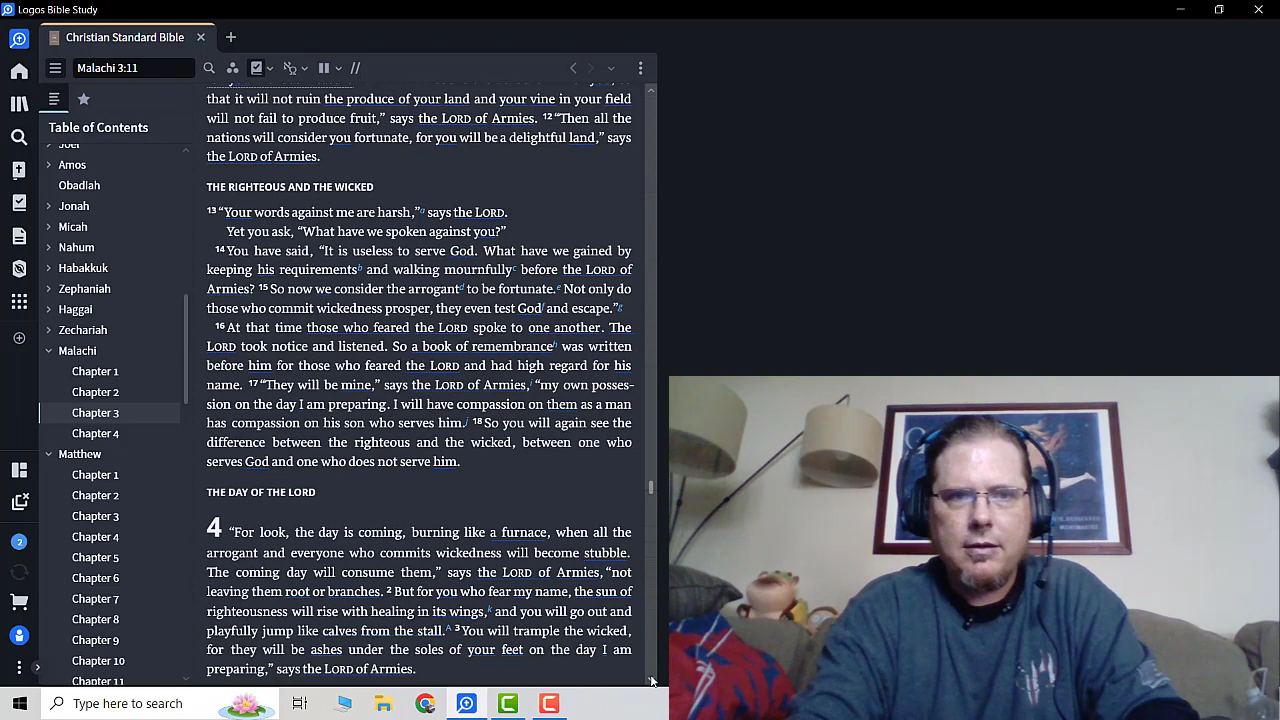 Logos Bible Study
Christian Standard Bible
Malachi 3:11
Table of Contents
Joel
Amos
Obadiah
Jonah
Micah
Nahum
Habakkuk
Zephaniah
Haggai
Zechariah
Malachi
Chapter 1
Chapter 2
Chapter 3
Chapter 4
Matthew
Chapter 1
Chapter 2
Chapter 3
Chapter 4
Chapter 5
Chapter 6
Chapter 7
Chapter 8
Chapter 9
Chapter 10
Chapter 11
that it will not ruin the produce of your land and your vine in your field
will not fail to produce fruit,” says the LORD of Armies. 12 “Then all the
nations will consider you fortunate, for you will be a delightful land,” says
the LORD of Armies.
THE RIGHTEOUS AND THE WICKED
13 “Your words against me are harsh,”a says the LORD.
Yet you ask, “What have we spoken against you?”
14 You have said, “It is useless to serve God. What have we gained by
keeping his requirementsb and walking mournfullyc before the LORD of
Armies? 15 So now we consider the arrogantd to be fortunate.e Not only do
those who commit wickedness prosper, they even test Godf and escape.”g
16 At that time those who feared the LORD spoke to one another. The
LORD took notice and listened. So a book of remembranceh was written
before him for those who feared the LORD and had high regard for his
name. 17 “They will be mine,” says the LORD of Armies,i “my own posses-
sion on the day I am preparing. I will have compassion on them as a man
has compassion on his son who serves him.j 18 So you will again see the
difference between the righteous and the wicked, between one who
serves God and one who does not serve him.
THE DAY OF THE LORD
4 “For look, the day is coming, burning like a furnace, when all the
arrogant and everyone who commits wickedness will become stubble.
The coming day will consume them,” says the LORD of Armies, “not
leaving them root or branches. 2 But for you who fear my name, the sun of
righteousness will rise with healing in its wings,k and you will go out and
playfully jump like calves from the stall.A 3 You will trample the wicked,
for they will be ashes under the soles of your feet on the day I am
preparing,” says the LORD of Armies.
2
Type here to search